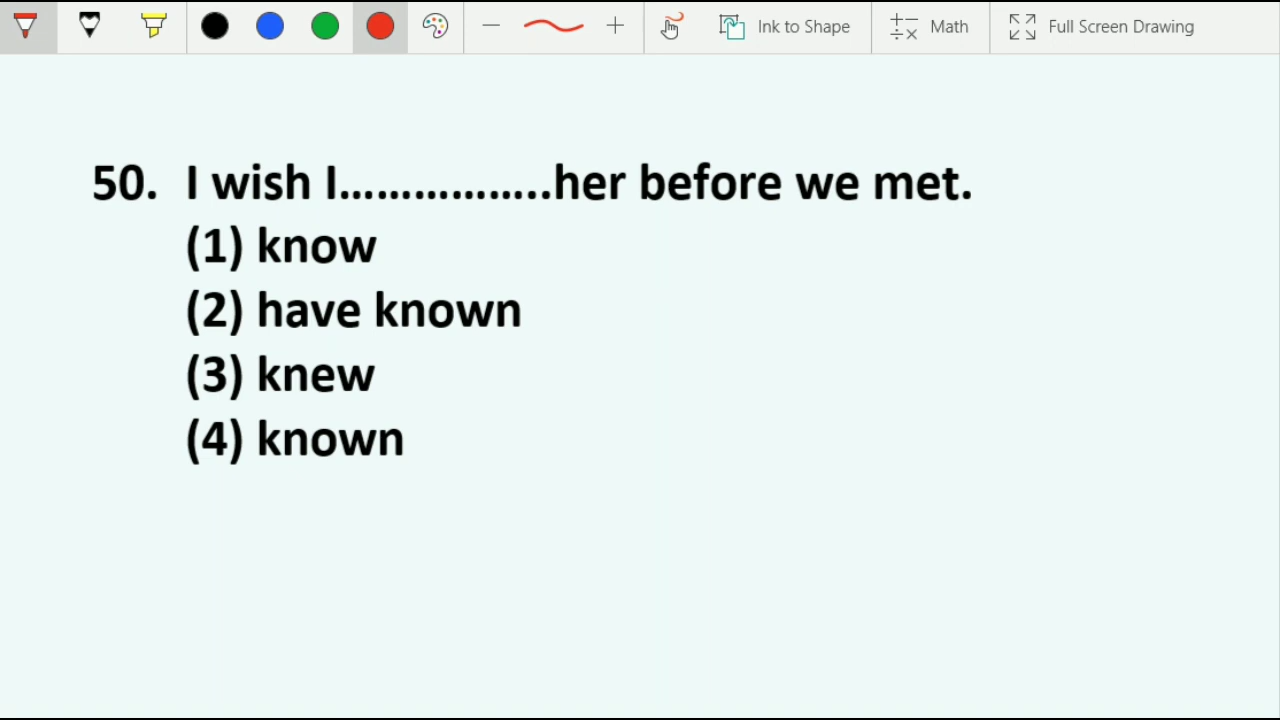 Ink to Shape Math Full Screen Drawing
50. I wish I……………..her before we met.
(1) know
(2) have known
(3) knew
(4) known